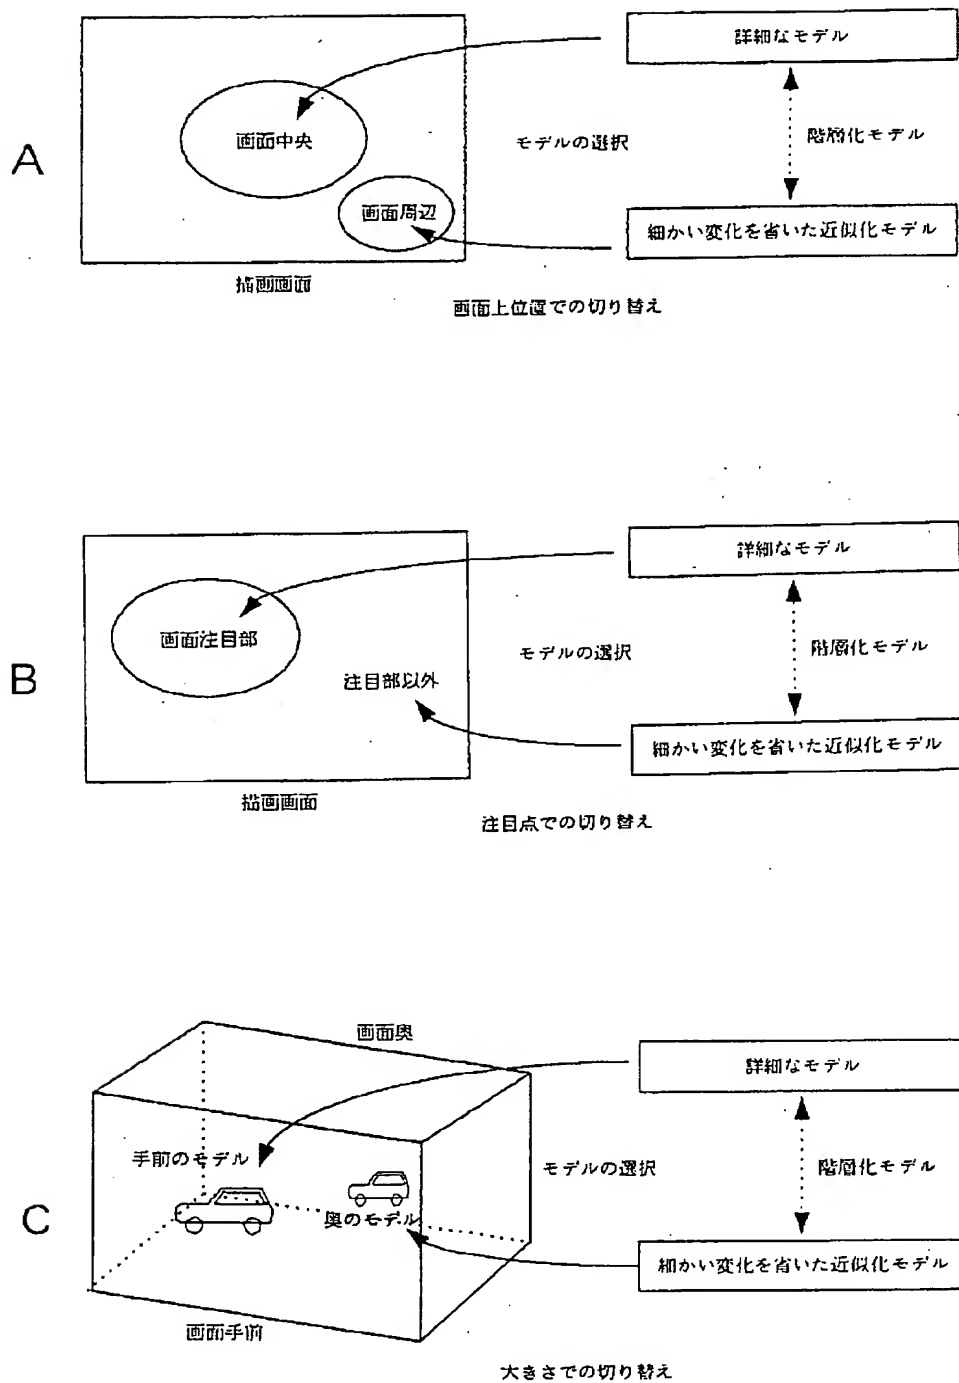 A
画面中央
画面周辺
描画画面
モデルの選択
詳細なモデル
階層化モデル
細かい変化を省いた近似化モデル
画面上位置での切り替え
B
画面注目部
注目部以外
描画画面
モデルの選択
詳細なモデル
階層化モデル
細かい変化を省いた近似化モデル
注目点での切り替え
C
画面奥
手前のモデル
奥のモデル
画面手前
モデルの選択
詳細なモデル
階層化モデル
細かい変化を省いた近似化モデル
大きさでの切り替え